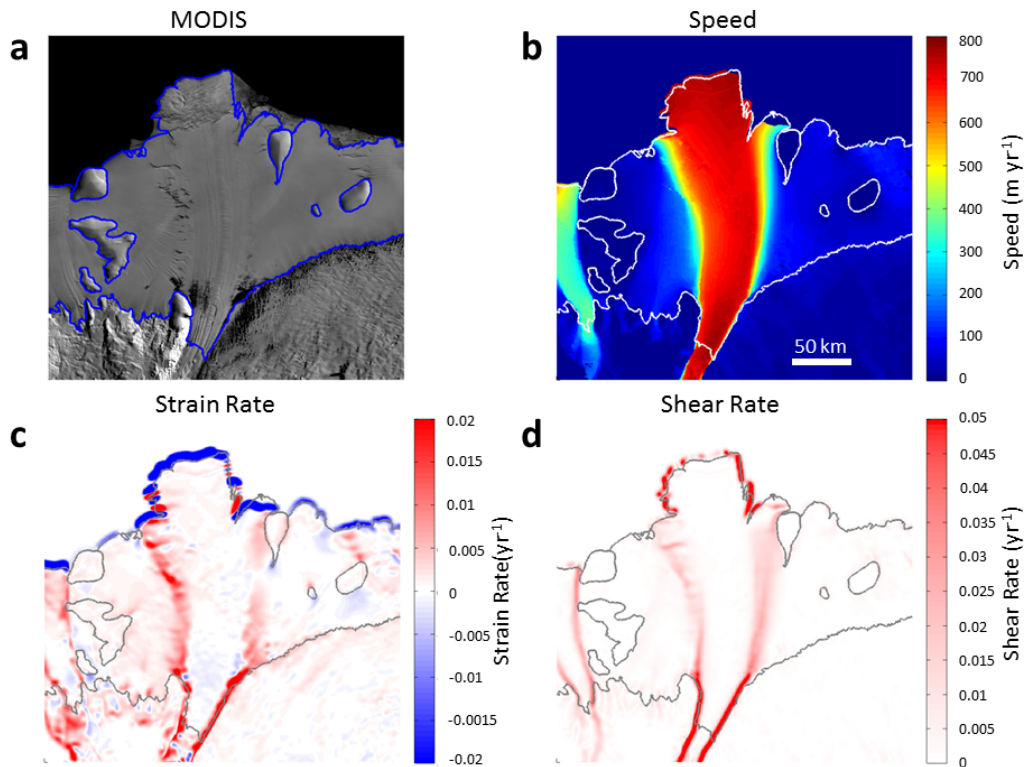 MODIS
Speed
a
b
800
700
600
500
400
300
200
100
0
Speed (m yr-1)
50 km
Strain Rate
Shear Rate
c
d
0.02
0.015
0.01
0.005
0
-0.005
-0.01
-0.0015
-0.02
Strain Rate(yr-1)
0.05
0.045
0.04
0.035
0.03
0.025
0.02
0.015
0.01
0.005
0
Shear Rate (yr-1)